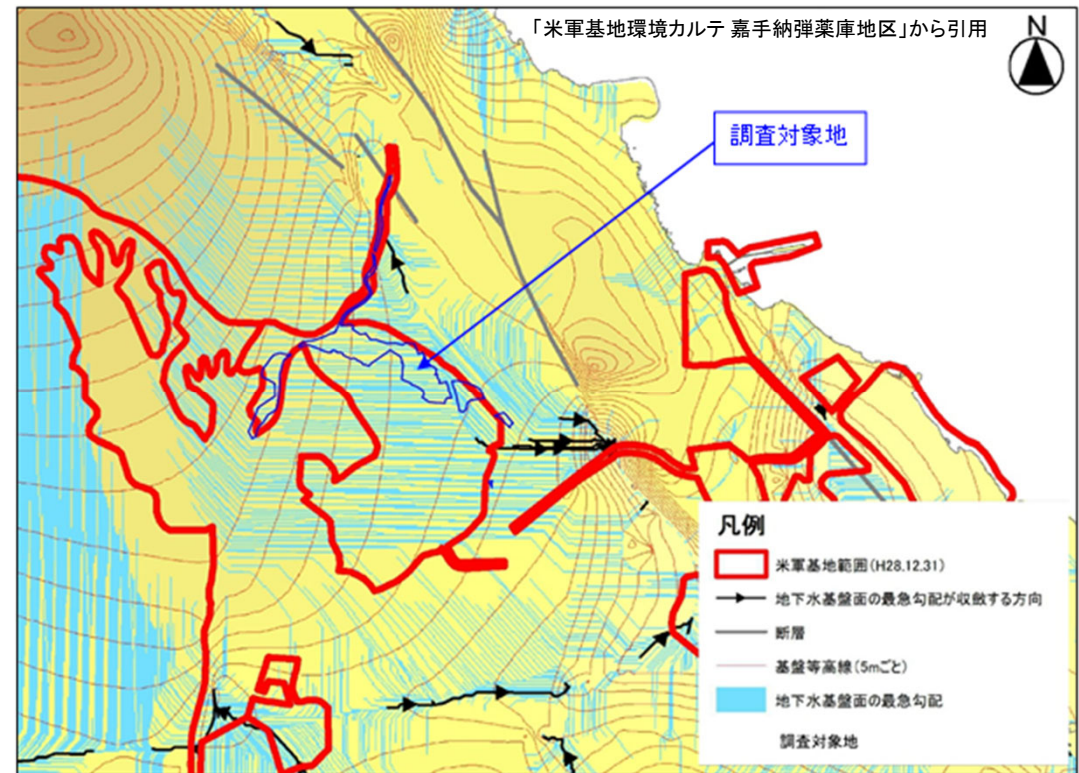 「米軍基地環境カルテ 嘉手納弾薬庫地区」から引用
N
調査対象地
凡例
米軍基地範囲(H28.12.31)
地下水基盤面の最急勾配が収斂する方向
断層
基盤等高線(5mごと)
地下水基盤面の最急勾配
調査対象地